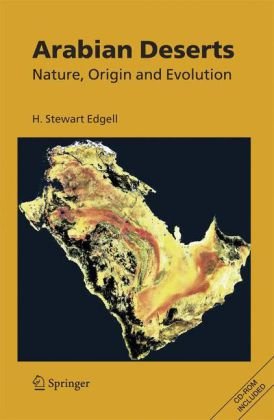 Arabian Deserts
Nature, Origin and Evolution
H. Stewart Edgell
CD-ROM
INCLUDED
Springer